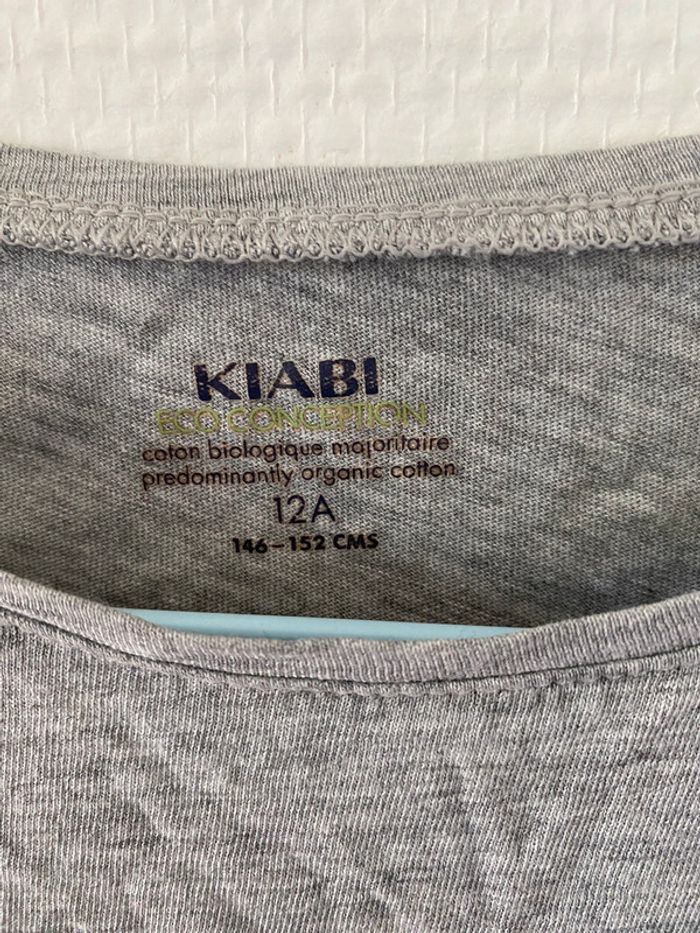 KIABI
ECO CONCEPTION
coton biologique majoritaire
predominantly organic cotton
12A
146-152 CMS